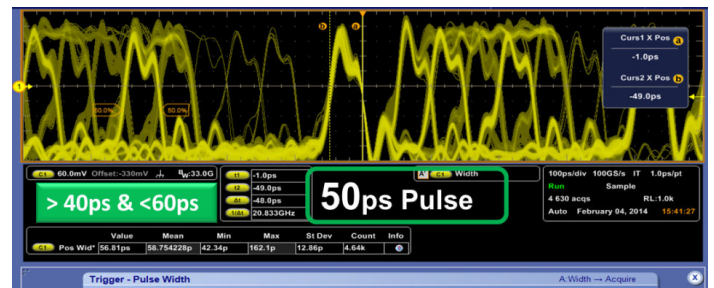 b a
Curs1 X Pos a
-1.0ps
Curs2 X Pos b
-49.0ps
1
50.0% 50.0%
C1 60.0mV Offset:-330mV BW:33.0G
t1 -1.0ps
t2 -49.0ps
Δt -48.0ps
1/Δt 20.833GHz
> 40ps & <60ps
50ps Pulse
A' C1 Width
100ps/div 100GS/s IT 1.0ps/pt
Run Sample
4 630 acqs RL:1.0k
Auto February 04, 2014 15:41:27
Value Mean Min Max St Dev Count Info
C1 Pos Wid* 56.81ps 58.754228p 42.34p 162.1p 12.86p 4.64k
Trigger - Pulse Width A:Width → Acquire X